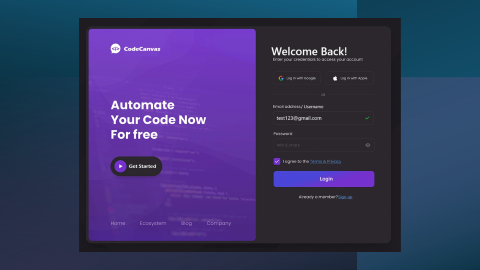 </> CodeCanvas
Automate
Your Code Now
For free
Get Started
Home Ecosystem Blog Company
Welcome Back!
Enter your credentials to access your account
Log in with Google Log in with Apple
or
Email address/ Username
test123@gmail.com
Password
I agree to the Terms & Privacy
Login
Already a member? Sign up